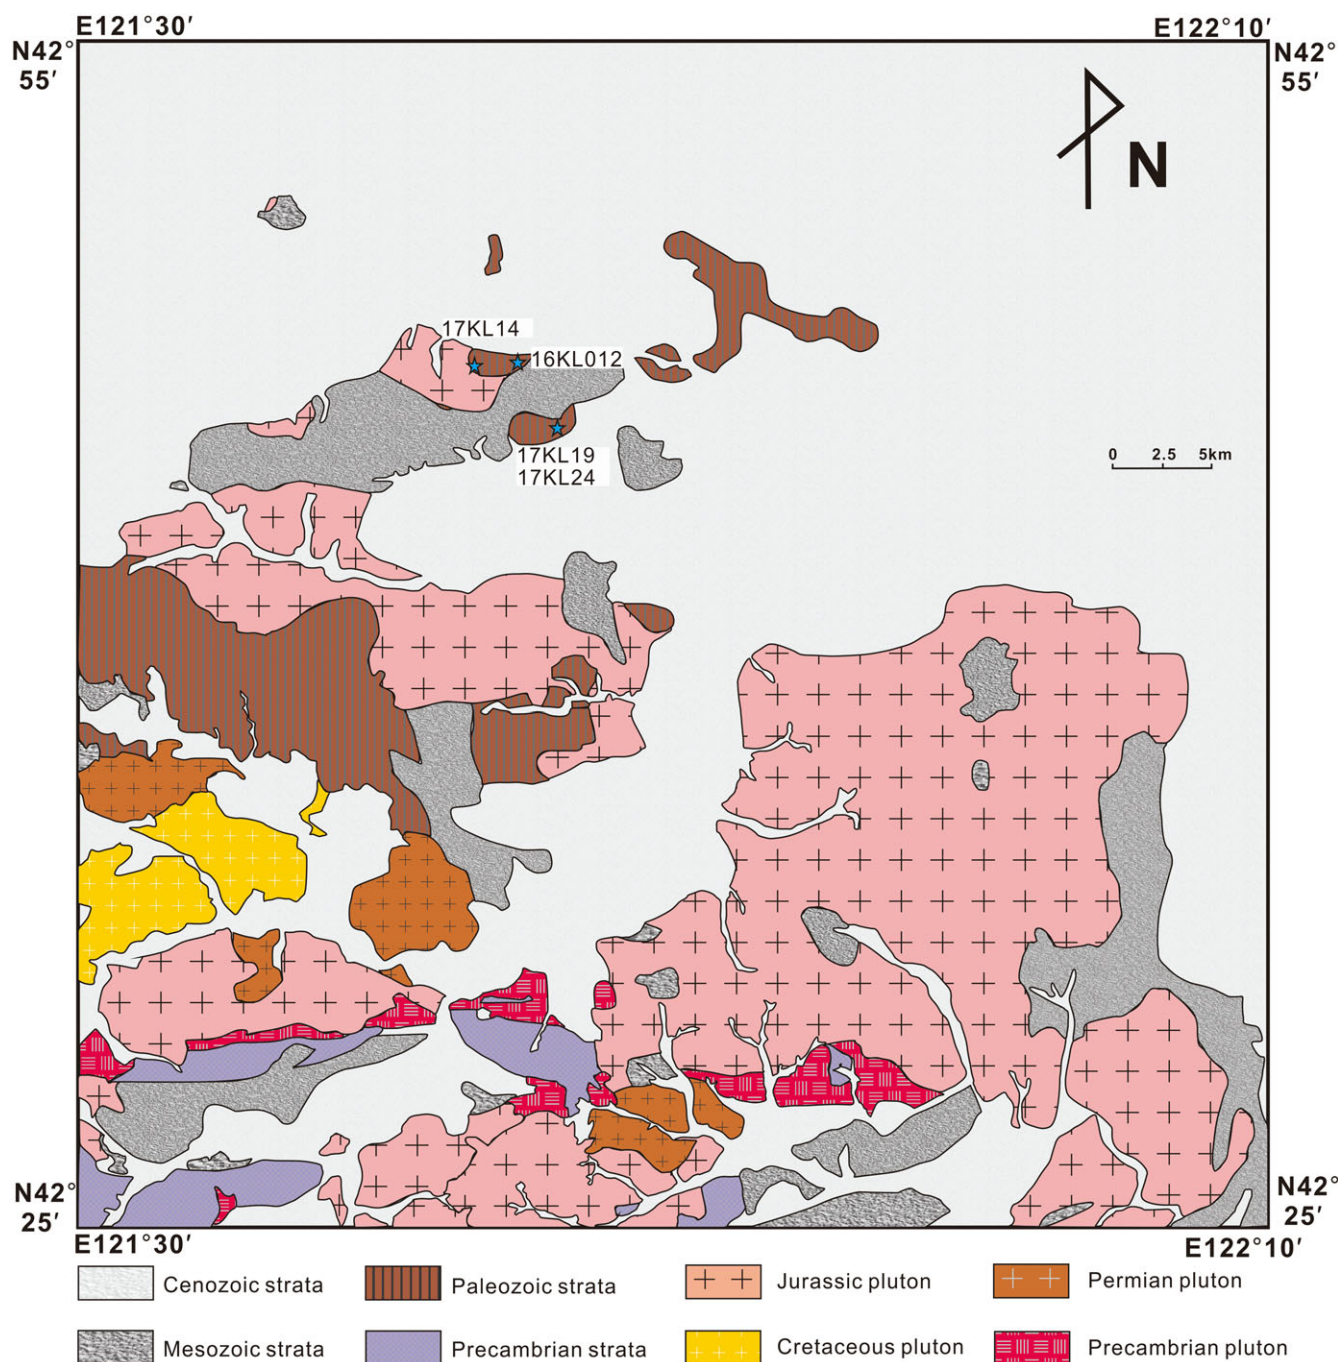 E121°30′
E122°10′
N42°
55′
N42°
55′
N
17KL14
16KL012
17KL19
17KL24
0 2.5 5km
N42°
25′
N42°
25′
E121°30′
E122°10′
Cenozoic strata
Paleozoic strata
Jurassic pluton
Permian pluton
Mesozoic strata
Precambrian strata
Cretaceous pluton
Precambrian pluton